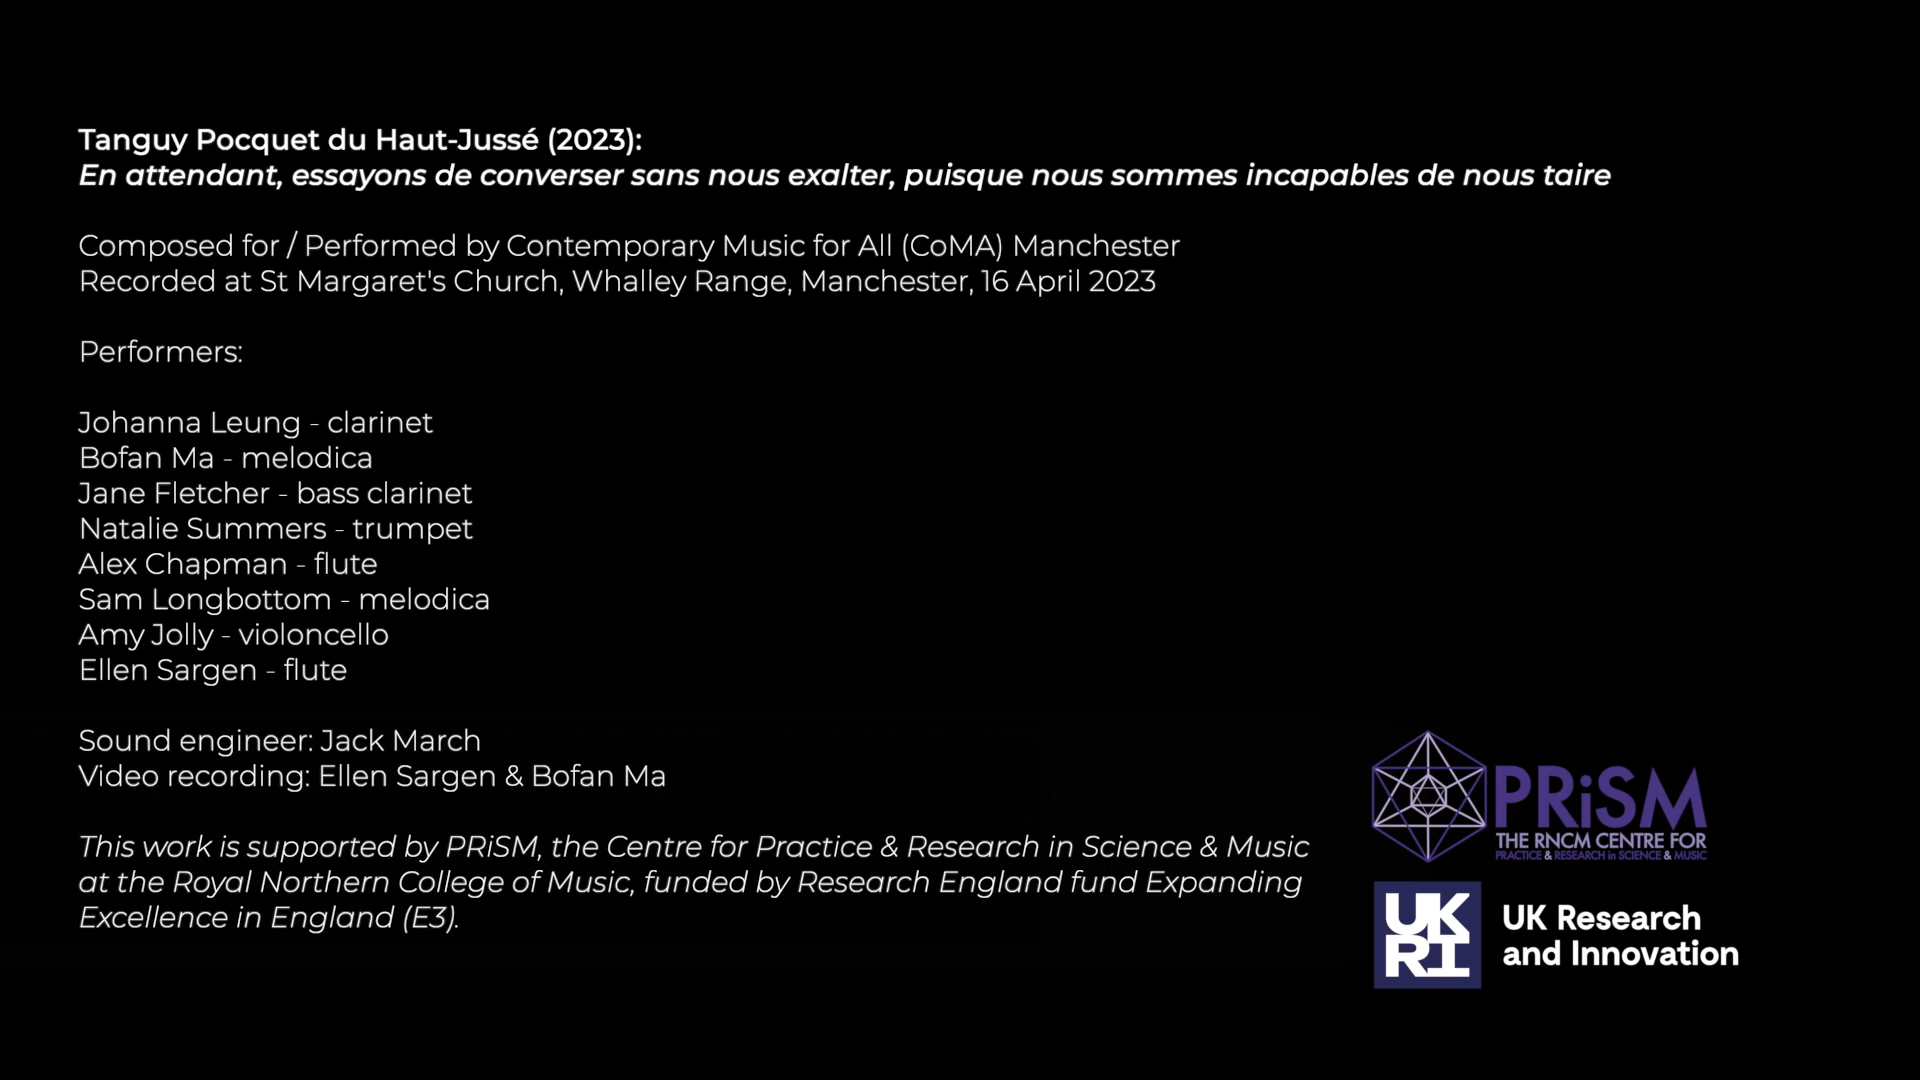 Tanguy Pocquet du Haut-Jussé (2023):
En attendant, essayons de converser sans nous exalter, puisque nous sommes incapables de nous taire
Composed for / Performed by Contemporary Music for All (CoMA) Manchester
Recorded at St Margaret's Church, Whalley Range, Manchester, 16 April 2023
Performers:
Johanna Leung - clarinet
Bofan Ma - melodica
Jane Fletcher - bass clarinet
Natalie Summers - trumpet
Alex Chapman - flute
Sam Longbottom - melodica
Amy Jolly - violoncello
Ellen Sargen - flute
Sound engineer: Jack March
Video recording: Ellen Sargen & Bofan Ma
This work is supported by PRiSM, the Centre for Practice & Research in Science & Music
at the Royal Northern College of Music, funded by Research England fund Expanding
Excellence in England (E3).
PRiSM
THE RNCM CENTRE FOR
PRACTICE & RESEARCH in SCIENCE & MUSIC
UK
RI
UK Research
and Innovation